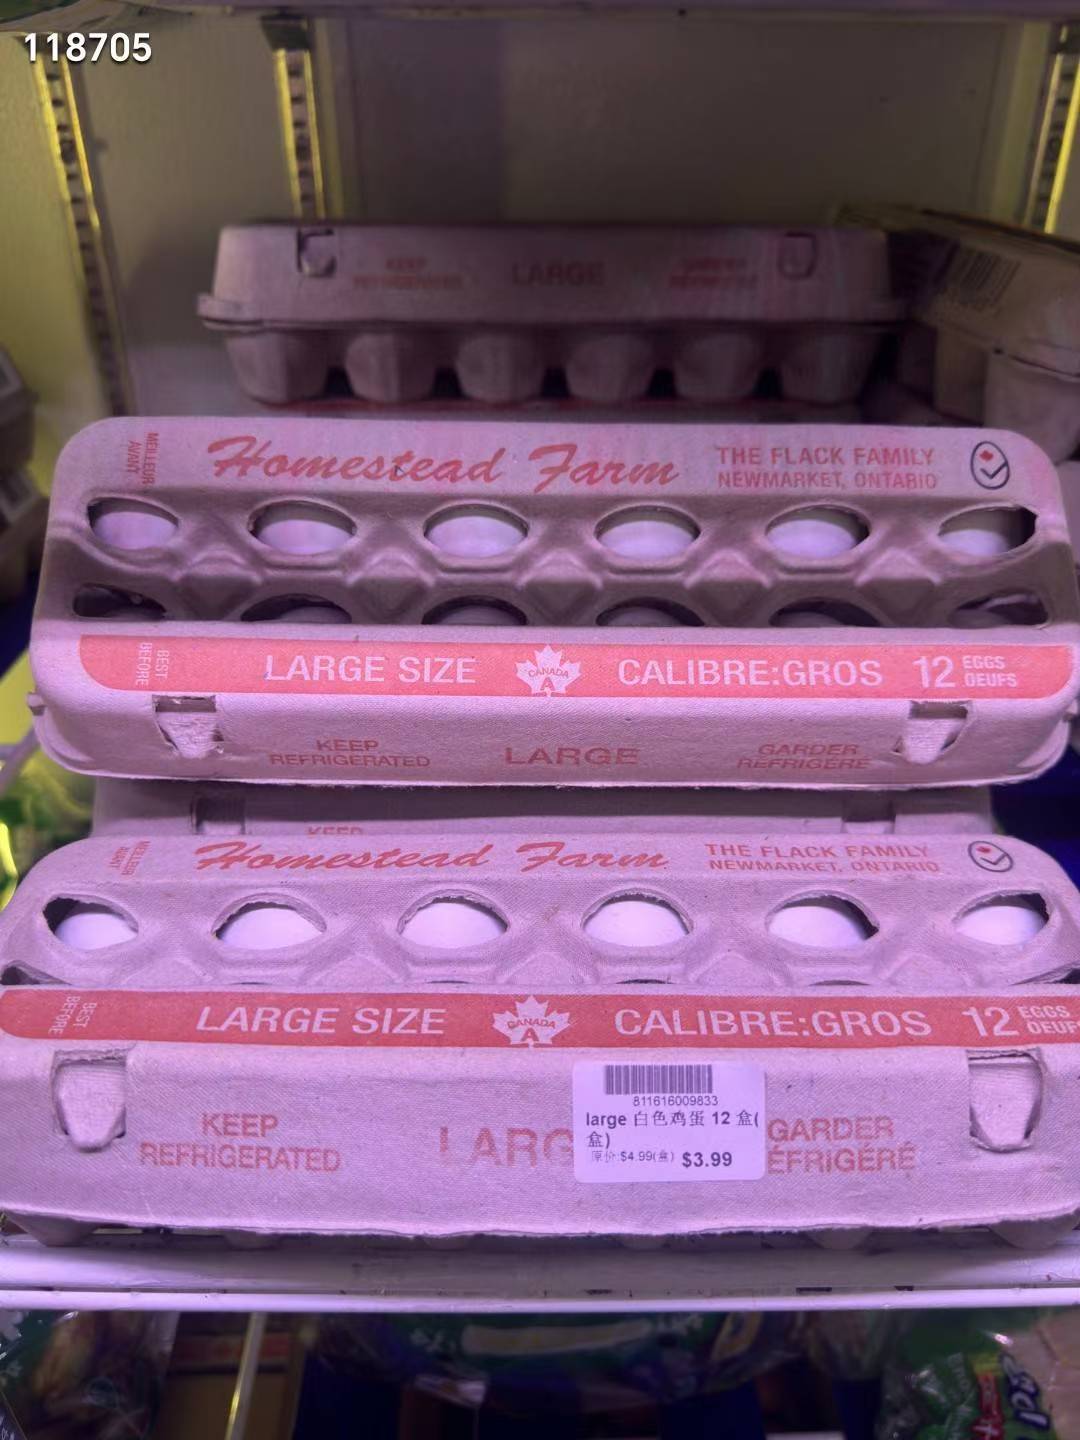 118705
LARGE
MEILLEUR
AVANT
Homestead Farm
THE FLACK FAMILY
NEWMARKET, ONTARIO
BEST
BEFORE
LARGE SIZE
CANADA
A
CALIBRE:GROS
12 EGGS
OEUFS
KEEP
REFRIGERATED
LARGE
GARDER
RÉFRIGÉRÉ
KEEP
MEILLEUR
AVANT
Homestead Farm
THE FLACK FAMILY
NEWMARKET, ONTARIO
BEST
BEFORE
LARGE SIZE
CANADA
A
CALIBRE:GROS
12 EGGS
OEUFS
KEEP
REFRIGERATED
LARG
GARDER
ÉFRIGÉRÉ
811616009833
large 白色鸡蛋 12 盒(
盒)
原价:$4.99(盒) $3.99